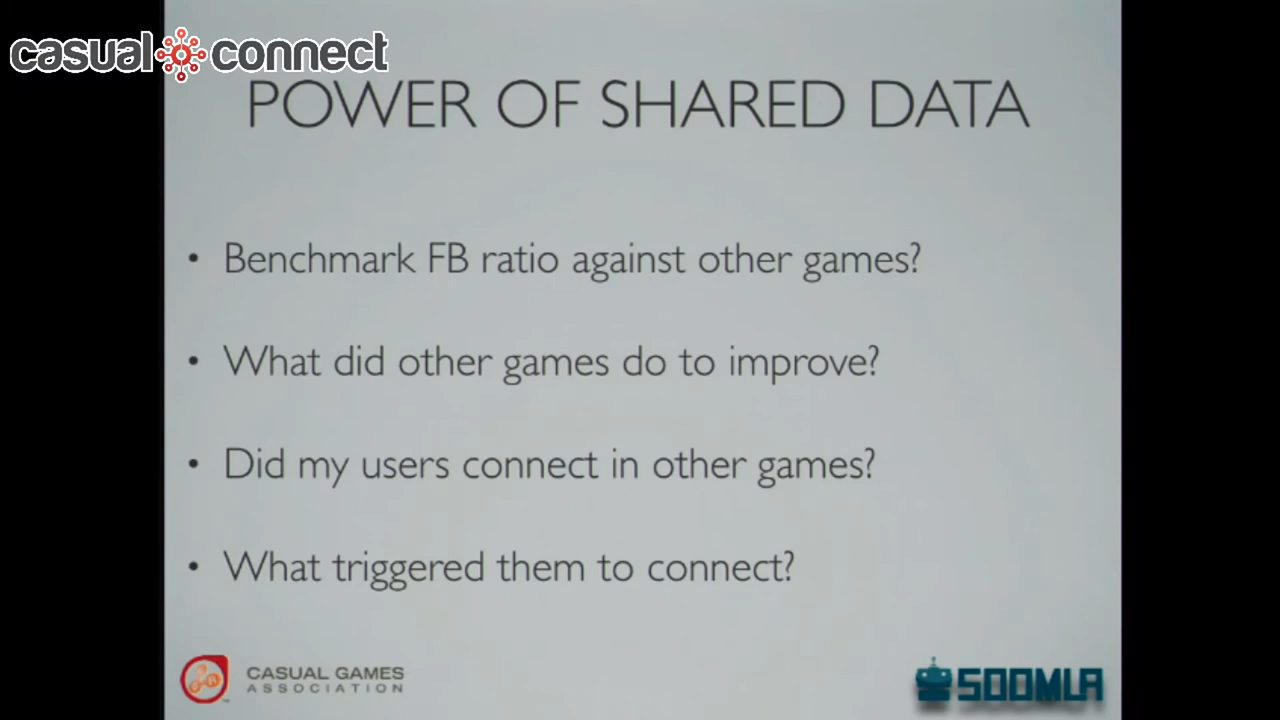 casual connect
POWER OF SHARED DATA
• Benchmark FB ratio against other games?
• What did other games do to improve?
• Did my users connect in other games?
• What triggered them to connect?
CASUAL GAMES
ASSOCIATION
SOOMLA